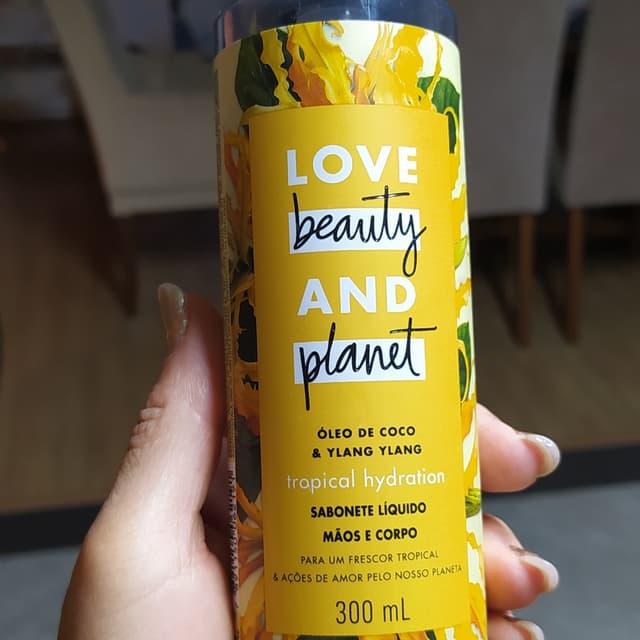 LOVE
beauty
AND
planet
ÓLEO DE COCO
& YLANG YLANG
tropical hydration
SABONETE LÍQUIDO
MÃOS E CORPO
PARA UM FRESCOR TROPICAL
& AÇÕES DE AMOR PELO NOSSO PLANETA
300 mL